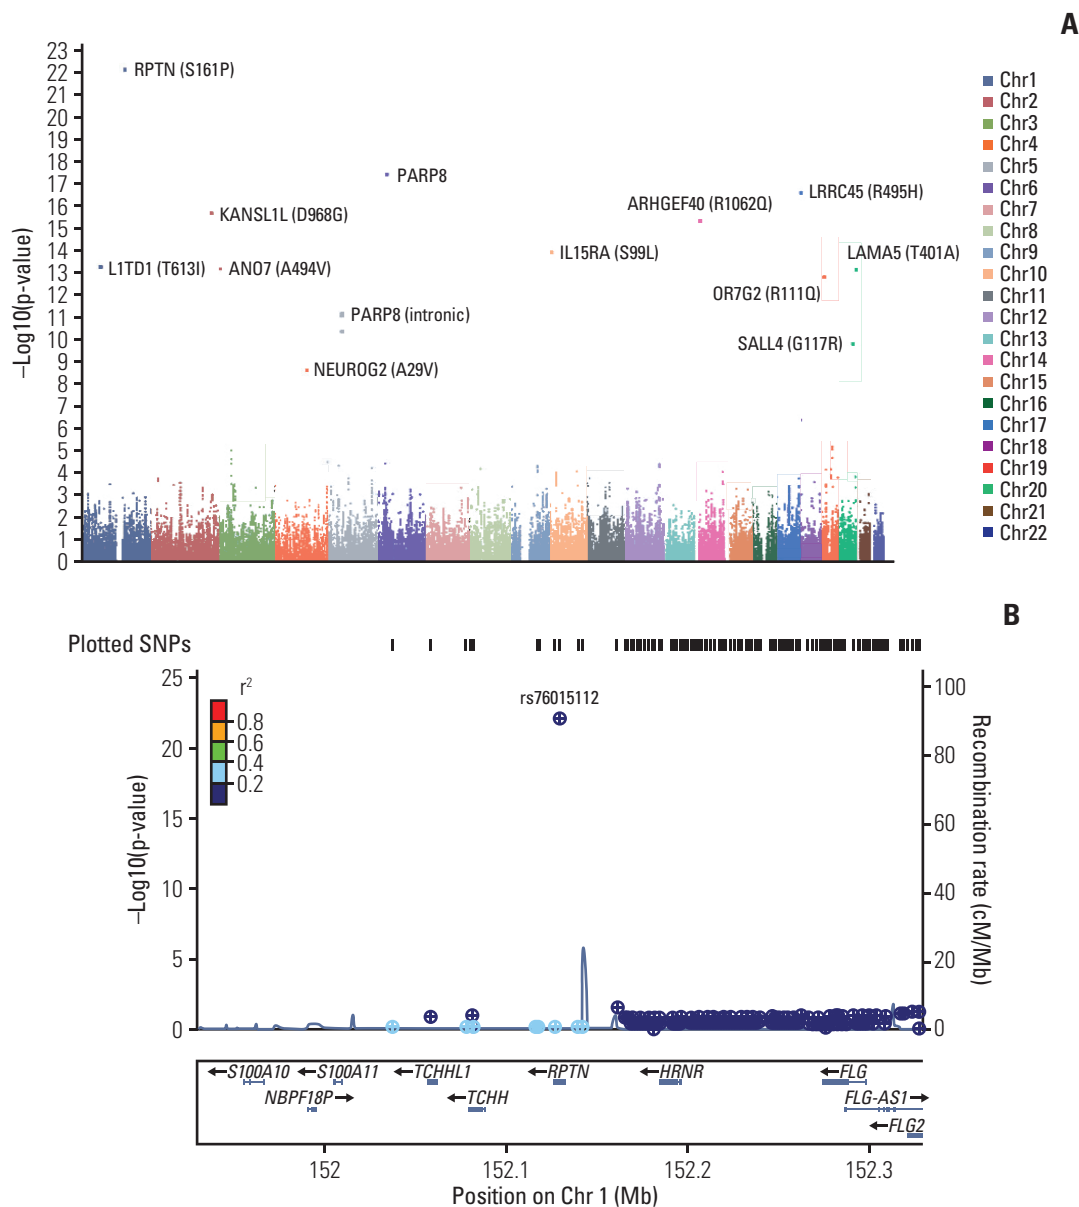 A
23
22
21
20
19
18
17
16
15
14
13
12
11
10
9
8
7
6
5
4
3
2
1
0
−Log10(p-value)
RPTN (S161P)
PARP8
LRRC45 (R495H)
ARHGEF40 (R1062Q)
KANSL1L (D968G)
IL15RA (S99L)
LAMA5 (T401A)
L1TD1 (T613I)
ANO7 (A494V)
OR7G2 (R111Q)
PARP8 (intronic)
SALL4 (G117R)
NEUROG2 (A29V)
Chr1
Chr2
Chr3
Chr4
Chr5
Chr6
Chr7
Chr8
Chr9
Chr10
Chr11
Chr12
Chr13
Chr14
Chr15
Chr16
Chr17
Chr18
Chr19
Chr20
Chr21
Chr22
B
Plotted SNPs
25
20
15
10
5
0
−Log10(p-value)
r2
0.8
0.6
0.4
0.2
rs76015112
100
80
60
40
20
0
Recombination rate (cM/Mb)
S100A10 S100A11 TCHHL1 RPTN HRNR FLG
NBPF18P TCHH FLG-AS1
FLG2
152 152.1 152.2 152.3
Position on Chr 1 (Mb)